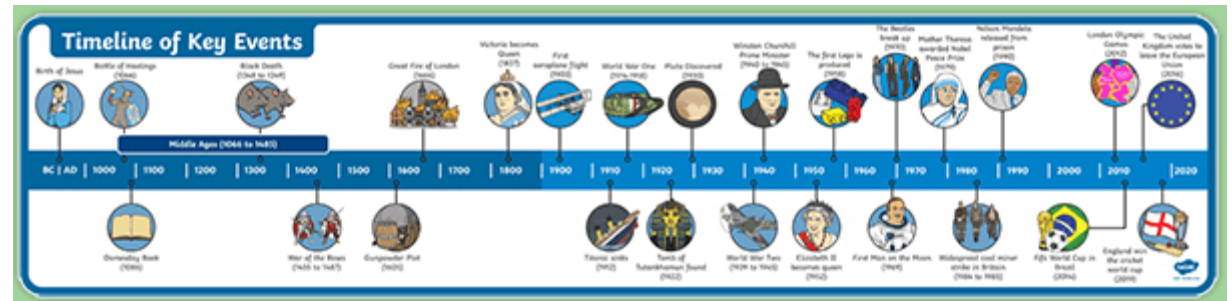 Timeline of Key Events
Birth of Jesus
Battle of Hastings
(1066)
Black Death
(1348 to 1349)
Great Fire of London
(1666)
Victoria becomes
Queen
(1837)
First
aeroplane flight
(1903)
World War One
(1914-1918)
Pluto Discovered
(1930)
Winston Churchill
Prime Minister
(1940 to 1945)
The first Lego is
produced
(1958)
The Beatles
break up
(1970)
Mother Theresa
awarded Nobel
Peace Prize
(1979)
Nelson Mandela
released from
prison
(1990)
London Olympic
Games
(2012)
The United
Kingdom votes to
leave the European
Union
(2016)
Middle Ages (1066 to 1485)
BC | AD | 1000 | 1100 | 1200 | 1300 | 1400 | 1500 | 1600 | 1700 | 1800 | 1900 | 1910 | 1920 | 1930 | 1940 | 1950 | 1960 | 1970 | 1980 | 1990 | 2000 | 2010 | 2020
Domesday Book
(1086)
War of the Roses
(1455 to 1487)
Gunpowder Plot
(1605)
Titanic sinks
(1912)
Tomb of
Tutankhamun found
(1922)
World War Two
(1939 to 1945)
Elizabeth II
becomes queen
(1952)
First Man on the Moon
(1969)
Widespread coal miner
strike in Britain
(1984 to 1985)
Fifa World Cup in
Brazil
(2014)
England win
the cricket
world cup
(2019)